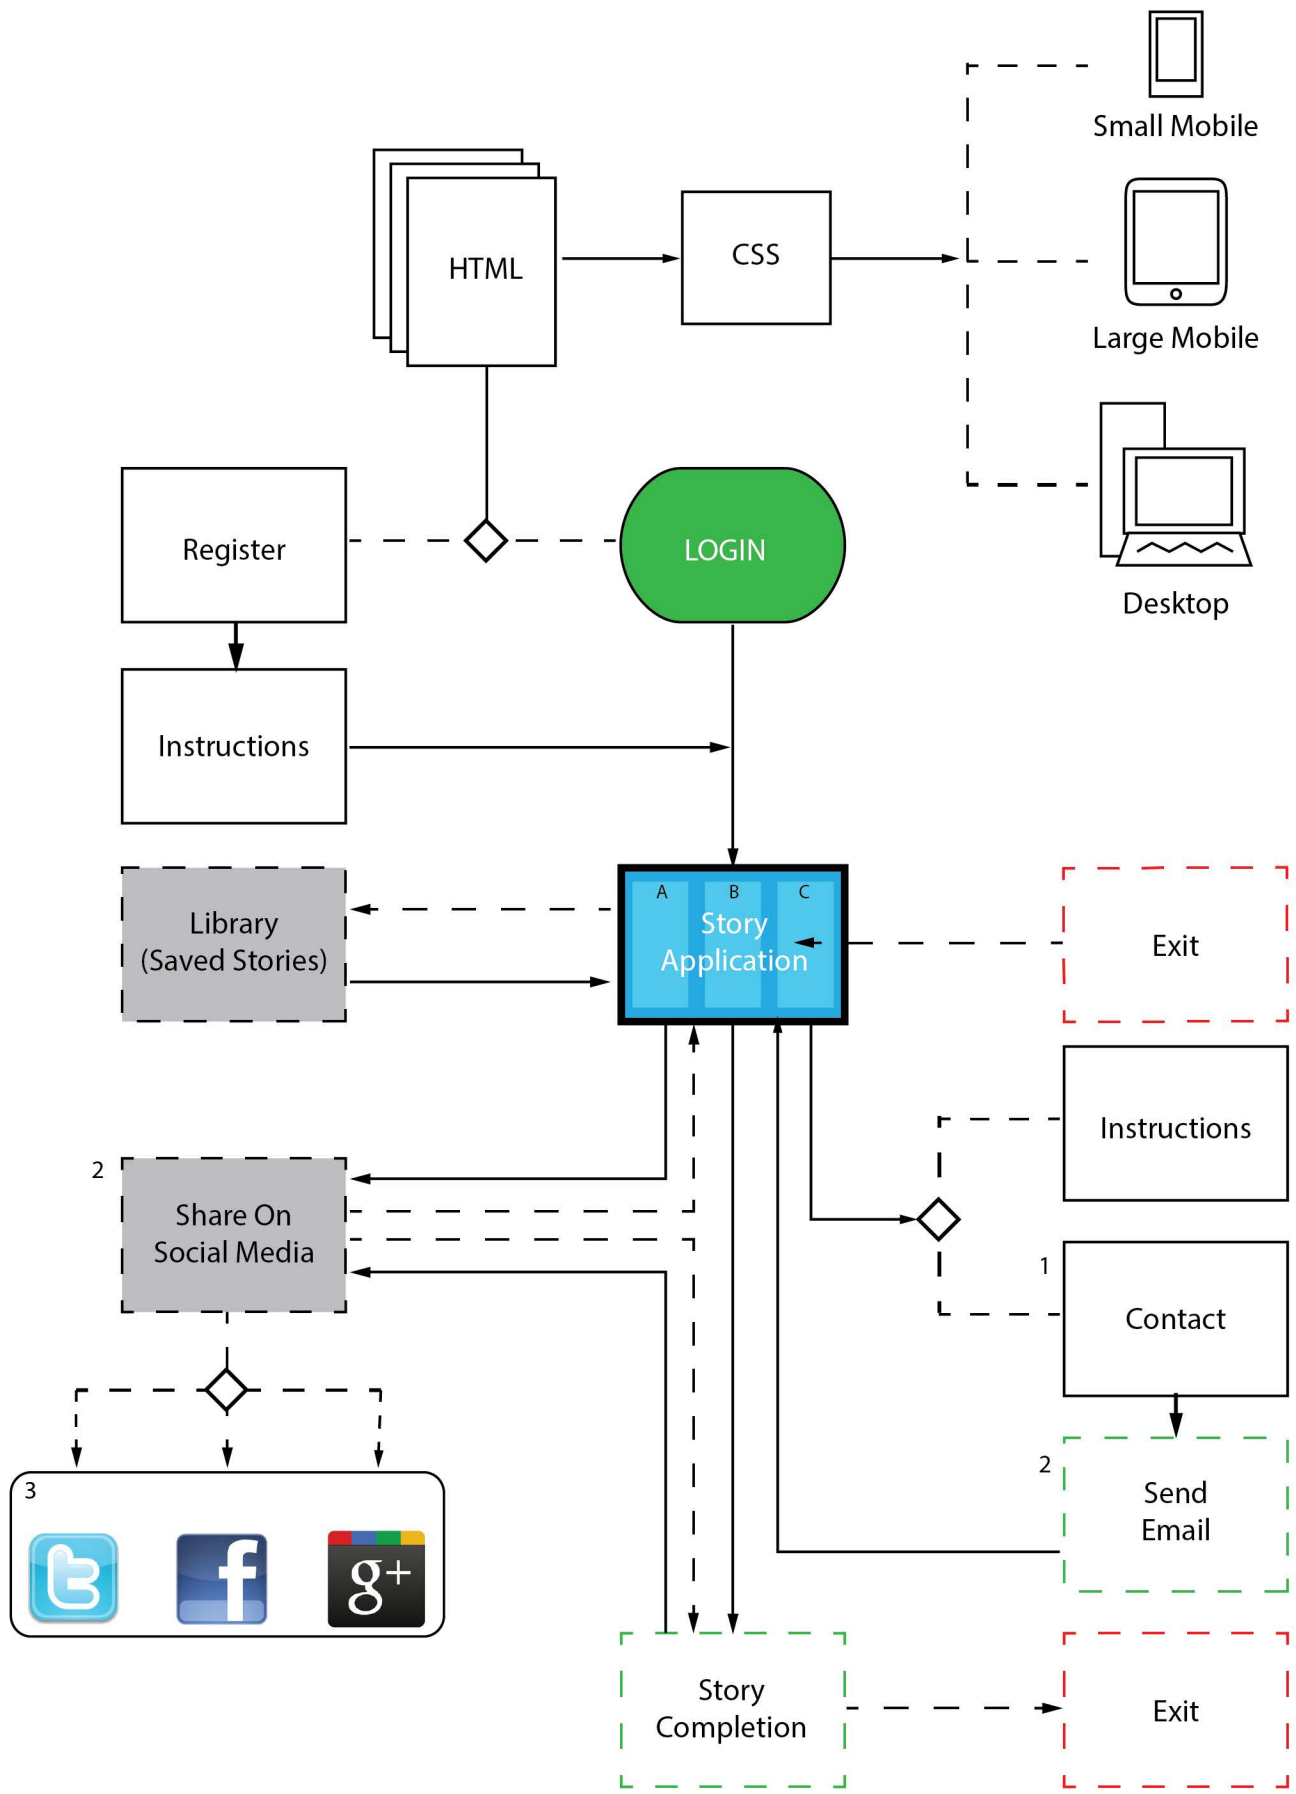 Small Mobile
HTML
CSS
Large Mobile
Register
LOGIN
Desktop
Instructions
Library
(Saved Stories)
A
B
C
Story
Application
Exit
Instructions
2
Share On
Social Media
1
Contact
2
Send
Email
3
t
f
g+
Story
Completion
Exit